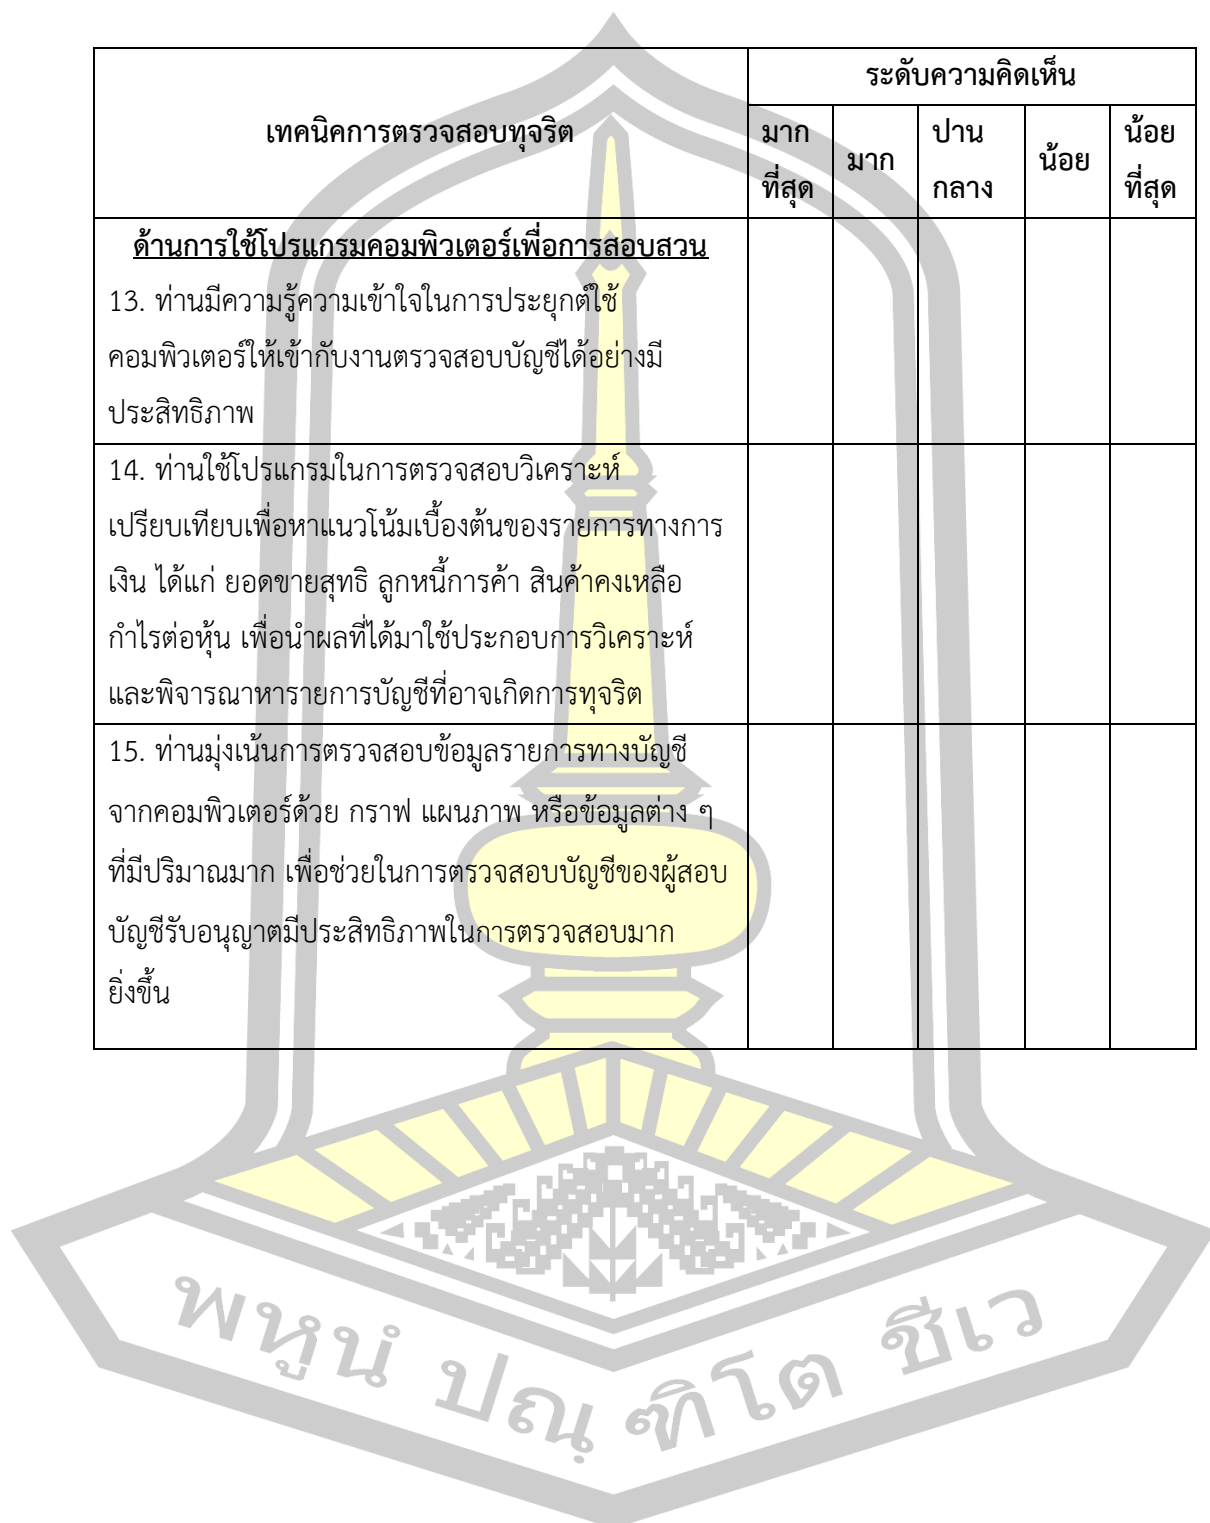 ระดับความคิดเห็น
เทคนิคการตรวจสอบทุจริต
มาก
ที่สุด
มาก
ปาน
กลาง
น้อย
น้อย
ที่สุด
ด้านการใช้โปรแกรมคอมพิวเตอร์เพื่อการสอบสวน
13. ท่านมีความรู้ความเข้าใจในการประยุกต์ใช้
คอมพิวเตอร์ให้เข้ากับงานตรวจสอบบัญชีได้อย่างมี
ประสิทธิภาพ
14. ท่านใช้โปรแกรมในการตรวจสอบวิเคราะห์
เปรียบเทียบเพื่อหาแนวโน้มเบื้องต้นของรายการทางการ
เงิน ได้แก่ ยอดขายสุทธิ ลูกหนี้การค้า สินค้าคงเหลือ
กำไรต่อหุ้น เพื่อนำผลที่ได้มาใช้ประกอบการวิเคราะห์
และพิจารณาหารายการบัญชีที่อาจเกิดการทุจริต
15. ท่านมุ่งเน้นการตรวจสอบข้อมูลรายการทางบัญชี
จากคอมพิวเตอร์ด้วย กราฟ แผนภาพ หรือข้อมูลต่าง ๆ
ที่มีปริมาณมาก เพื่อช่วยในการตรวจสอบบัญชีของผู้สอบ
บัญชีรับอนุญาตมีประสิทธิภาพในการตรวจสอบมาก
ยิ่งขึ้น
พหูนํ ปณฺฑิโต ชีเว